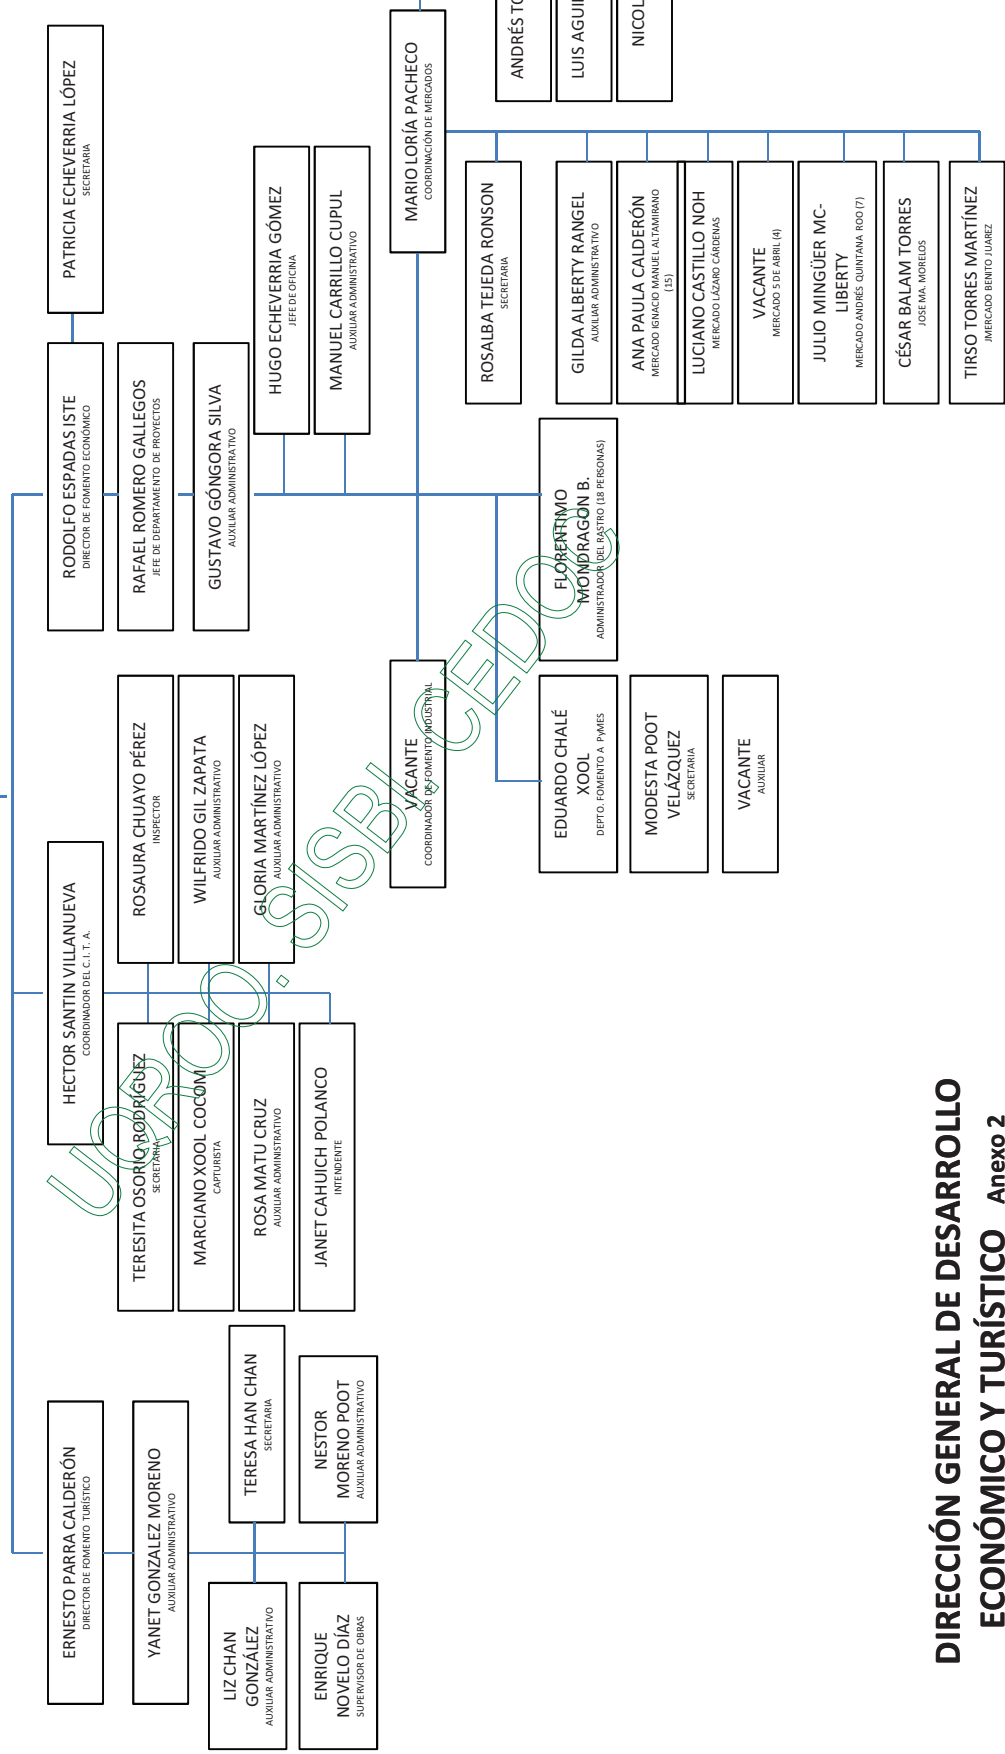 ERNESTO PARRA CALDERÓN
DIRECTOR DE FOMENTO TURÍSTICO
YANET GONZALEZ MORENO
AUXILIAR ADMINISTRATIVO
LIZ CHAN
GONZÁLEZ
AUXILIAR ADMINISTRATIVO
TERESA HAN CHAN
SECRETARIA
ENRIQUE
NOVELO DÍAZ
SUPERVISOR DE OBRAS
NESTOR
MORENO POOT
AUXILIAR ADMINISTRATIVO
HECTOR SANTIN VILLANUEVA
COORDINADOR DEL C. I. T. A.
TERESITA OSORIO RODRÍGUEZ
SECRETARIA
ROSAURA CHUAYO PÉREZ
INSPECTOR
MARCIANO XOOL COCOM
CAPTURISTA
WILFRIDO GIL ZAPATA
AUXILIAR ADMINISTRATIVO
ROSA MATU CRUZ
AUXILIAR ADMINISTRATIVO
GLORIA MARTÍNEZ LÓPEZ
AUXILIAR ADMINISTRATIVO
JANET CAHUICH POLANCO
INTENDENTE
RODOLFO ESPADAS ISTE
DIRECTOR DE FOMENTO ECONÓMICO
PATRICIA ECHEVERRIA LÓPEZ
SECRETARIA
RAFAEL ROMERO GALLEGOS
JEFE DE DEPARTAMENTO DE PROYECTOS
GUSTAVO GÓNGORA SILVA
AUXILIAR ADMINISTRATIVO
HUGO ECHEVERRIA GÓMEZ
JEFE DE OFICINA
MANUEL CARRILLO CUPUL
AUXILIAR ADMINISTRATIVO
VACANTE
COORDINADOR DE FOMENTO INDUSTRIAL
MARIO LORÍA PACHECO
COORDINACIÓN DE MERCADOS
EDUARDO CHALÉ
XOOL
DEPTO. FOMENTO A PyMES
MODESTA POOT
VELÁZQUEZ
SECRETARIA
VACANTE
AUXILIAR
FLORENTIMO
MONDRAGON B.
ADMINISTRADOR DEL RASTRO (18 PERSONAS)
ROSALBA TEJEDA RONSON
SECRETARIA
GILDA ALBERTY RANGEL
AUXILIAR ADMINISTRATIVO
ANA PAULA CALDERÓN
MERCADO IGNACIO MANUEL ALTAMIRANO
(15)
LUCIANO CASTILLO NOH
MERCADO LÁZARO CÁRDENAS
VACANTE
MERCADO 5 DE ABRIL (4)
JULIO MINGÜER MC-
LIBERTY
MERCADO ANDRÉS QUINTANA ROO (7)
CÉSAR BALAM TORRES
JOSE MA. MORELOS
TIRSO TORRES MARTÍNEZ
JMERCADO BENITO JUAREZ
ANDRÉS TO
LUIS AGUI
NICOL
UQROO. SISBI. CEDOC
DIRECCIÓN GENERAL DE DESARROLLO
ECONÓMICO Y TURÍSTICO Anexo 2